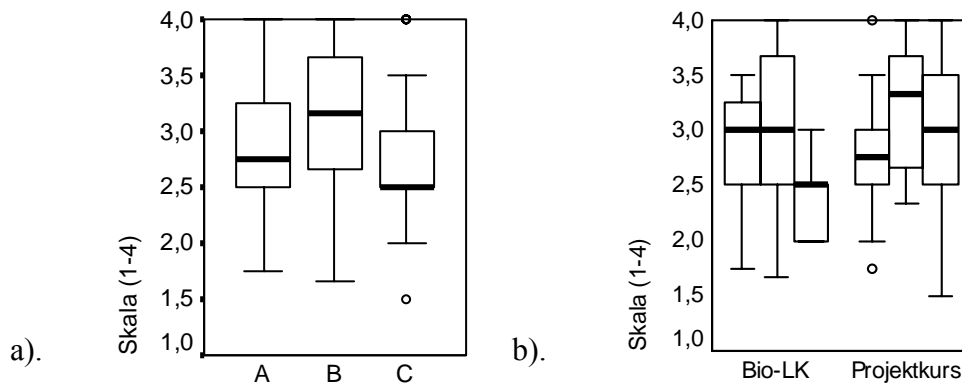 a).
Skala (1-4)
4,0
3,5
3,0
2,5
2,0
1,5
1,0
A B C
b).
Skala (1-4)
4,0
3,5
3,0
2,5
2,0
1,5
1,0
Bio-LK Projektkurs